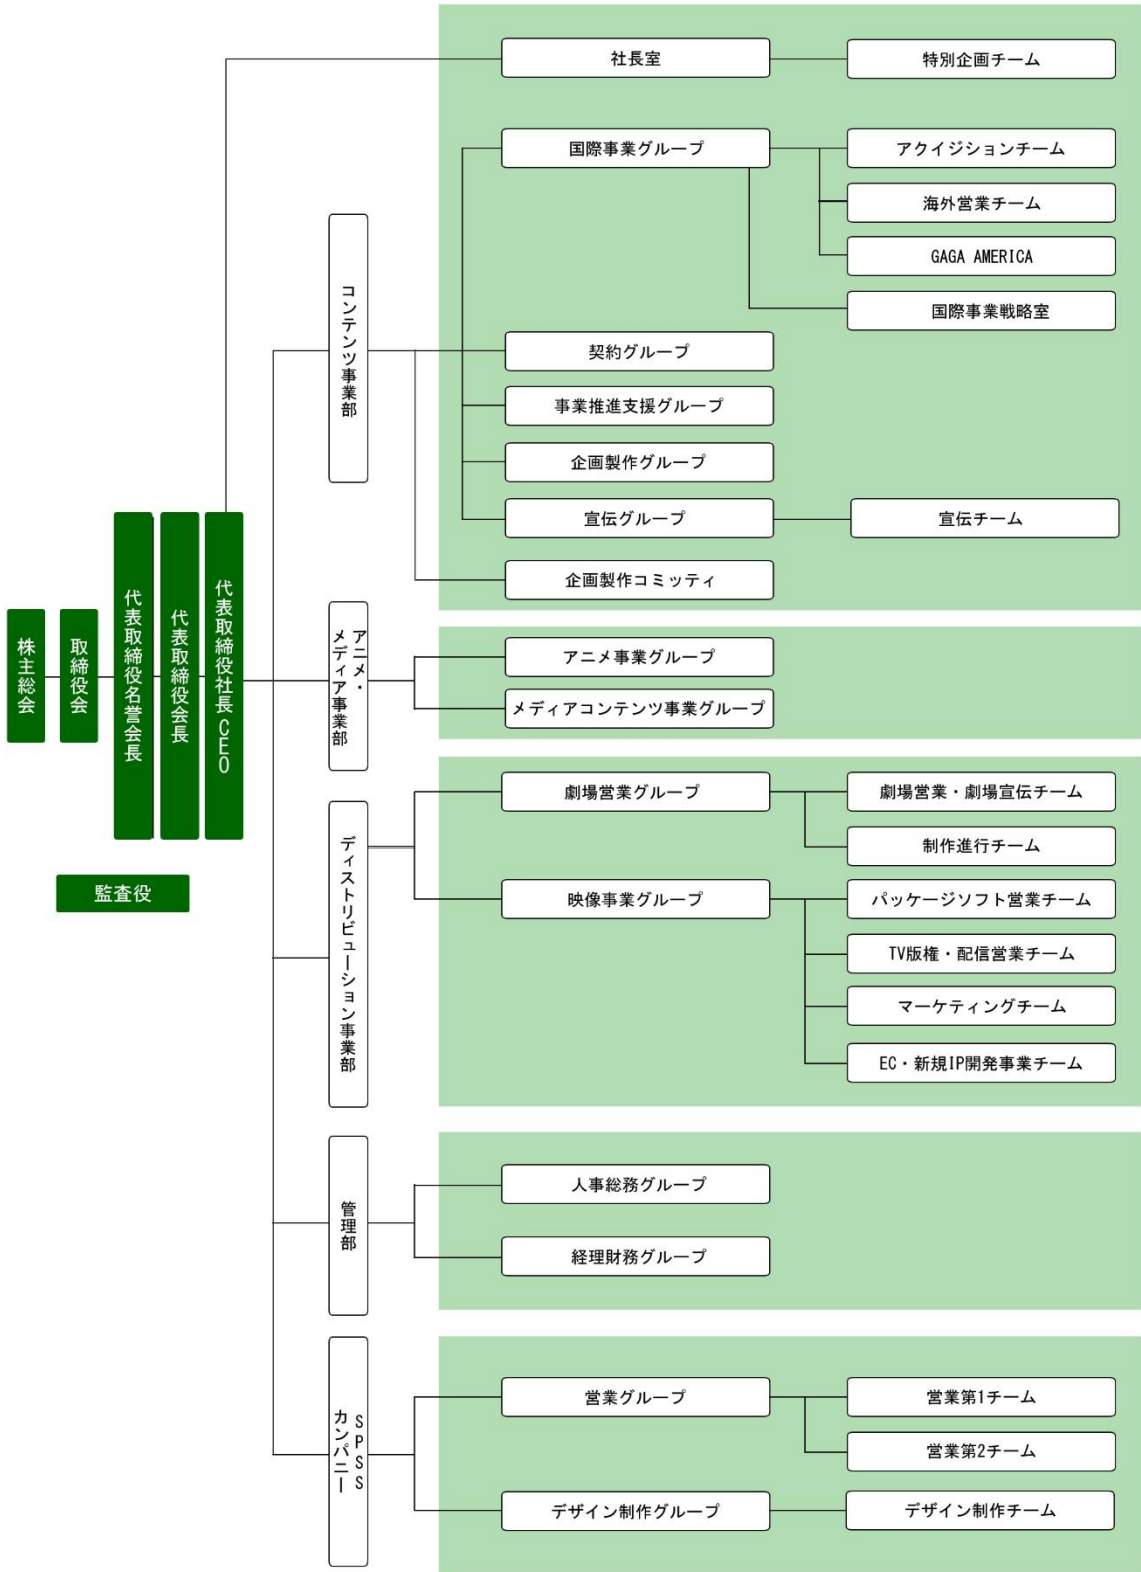 株主総会
取締役会
代表取締役名誉会長
代表取締役会長
代表取締役社長 CEO
監査役
社長室
特別企画チーム
コンテンツ事業部
国際事業グループ
アクイジションチーム
海外営業チーム
GAGA AMERICA
国際事業戦略室
契約グループ
事業推進支援グループ
企画製作グループ
宣伝グループ
宣伝チーム
企画製作コミッティ
アニメ・
メディア事業部
アニメ事業グループ
メディアコンテンツ事業グループ
ディストリビューション事業部
劇場営業グループ
劇場営業・劇場宣伝チーム
制作進行チーム
映像事業グループ
パッケージソフト営業チーム
TV版権・配信営業チーム
マーケティングチーム
EC・新規IP開発事業チーム
管理部
人事総務グループ
経理財務グループ
SPSS
カンパニー
営業グループ
営業第1チーム
営業第2チーム
デザイン制作グループ
デザイン制作チーム